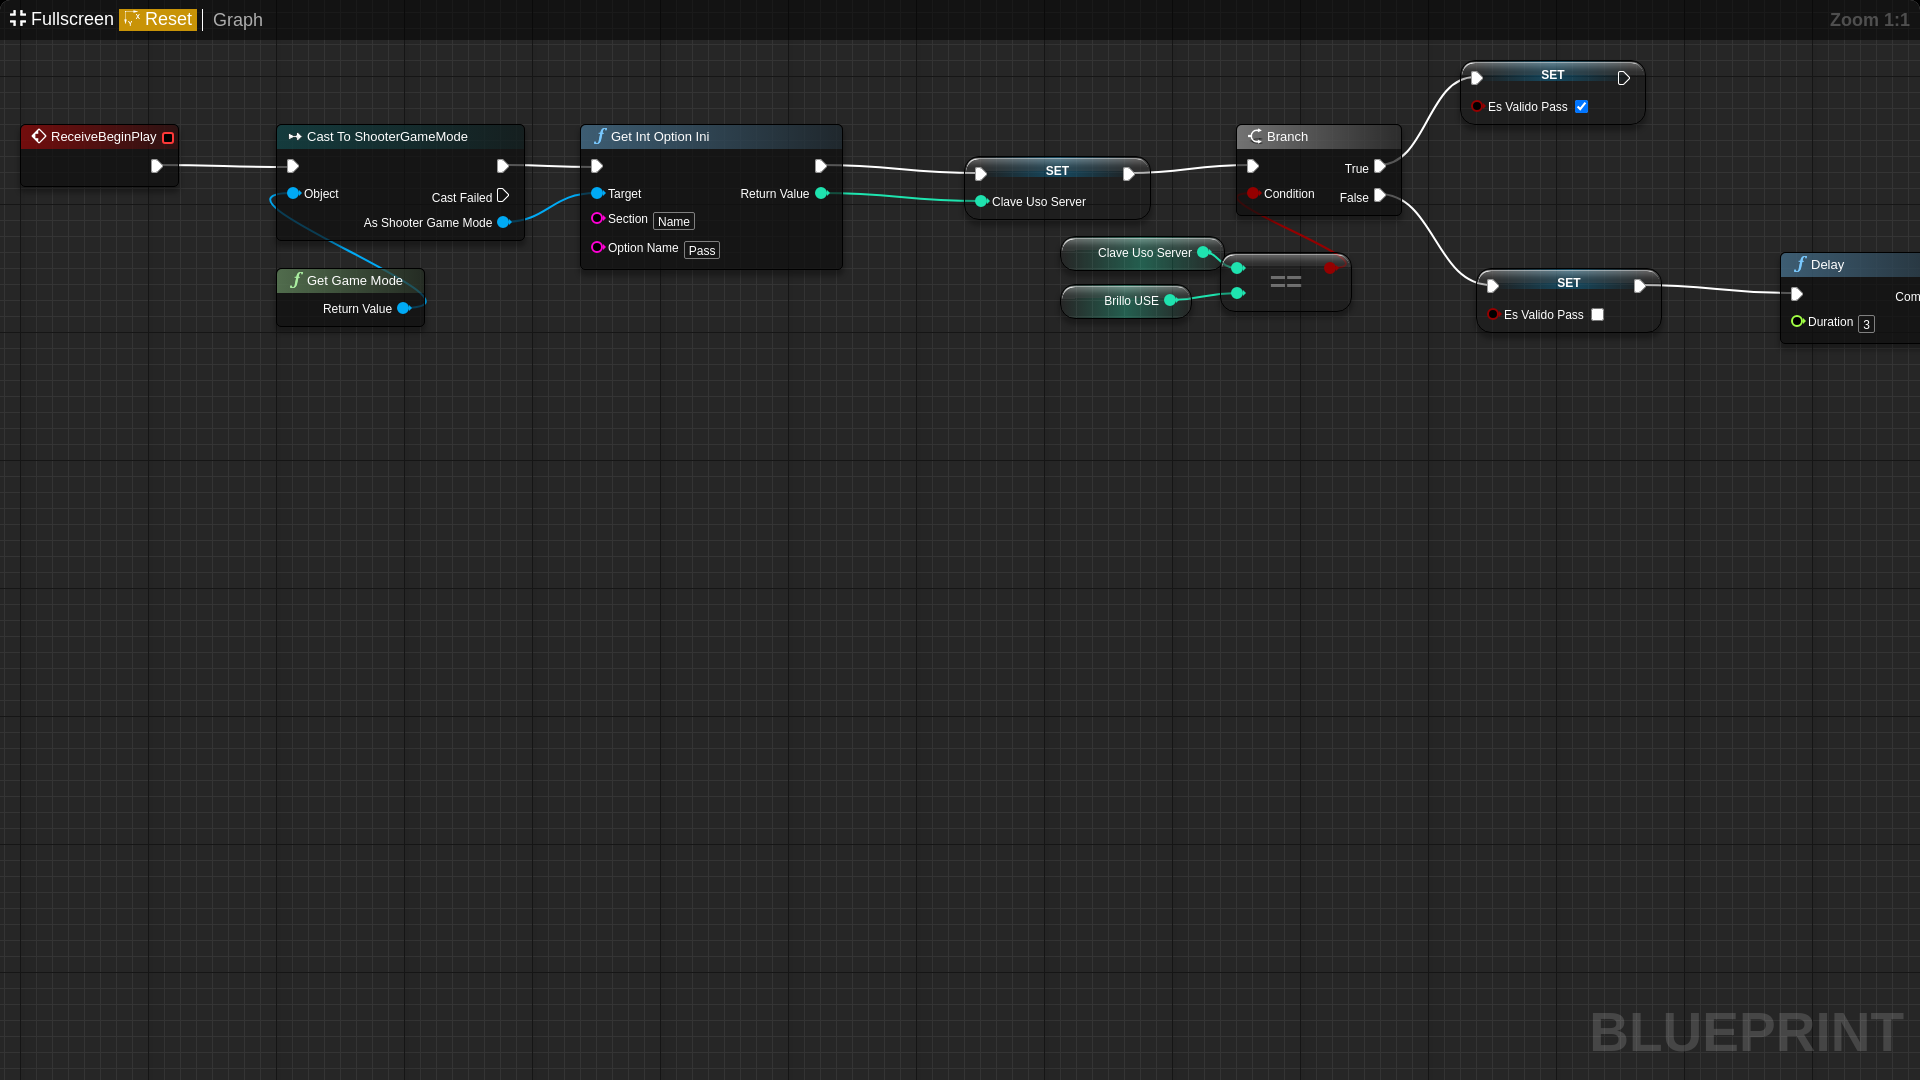 Fullscreen Reset Graph Zoom 1:1
ReceiveBeginPlay
Cast To ShooterGameMode
Object
Cast Failed
As Shooter Game Mode
Get Game Mode
Return Value
Get Int Option Ini
Target
Return Value
Section Name
Option Name Pass
SET
Clave Uso Server
Clave Uso Server
Brillo USE
==
Branch
True
Condition
False
SET
Es Valido Pass
SET
Es Valido Pass
Delay
Com
Duration 3
BLUEPRINT